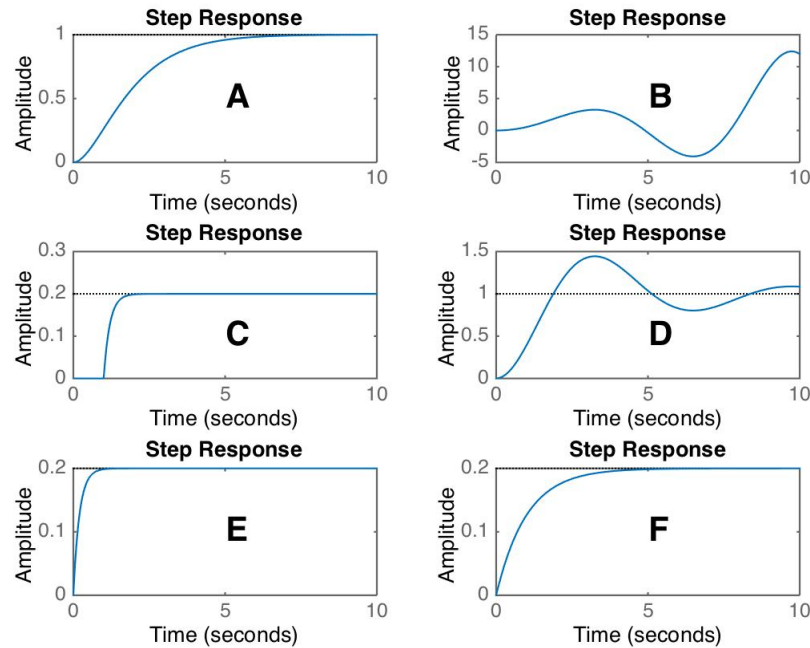 Step Response
1
0.5
0
Amplitude
A
0 5 10
Time (seconds)
Step Response
15
10
5
0
-5
Amplitude
B
0 5 10
Time (seconds)
Step Response
0.3
0.2
0.1
0
Amplitude
C
0 5 10
Time (seconds)
Step Response
1.5
1
0.5
0
Amplitude
D
0 5 10
Time (seconds)
Step Response
0.2
0.1
0
Amplitude
E
0 5 10
Time (seconds)
Step Response
0.2
0.1
0
Amplitude
F
0 5 10
Time (seconds)